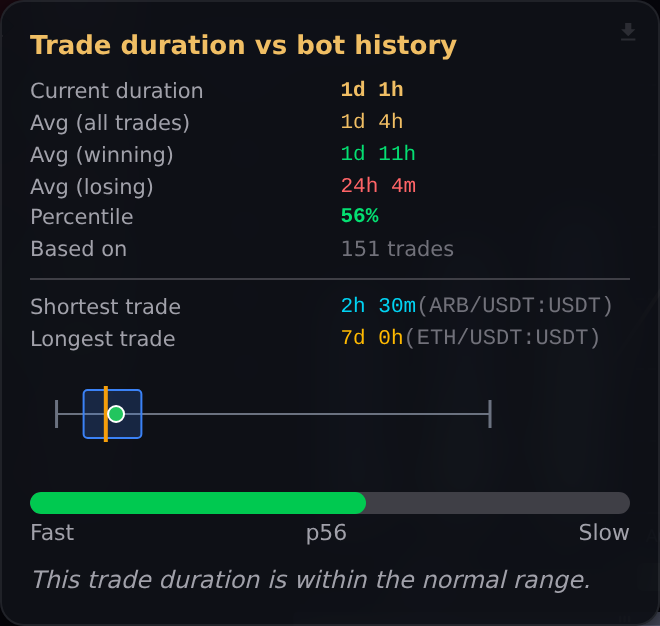 Trade duration vs bot history
Current duration 1d 1h
Avg (all trades) 1d 4h
Avg (winning) 1d 11h
Avg (losing) 24h 4m
Percentile 56%
Based on 151 trades
Shortest trade 2h 30m(ARB/USDT:USDT)
Longest trade 7d 0h(ETH/USDT:USDT)
Fast p56 Slow
This trade duration is within the normal range.